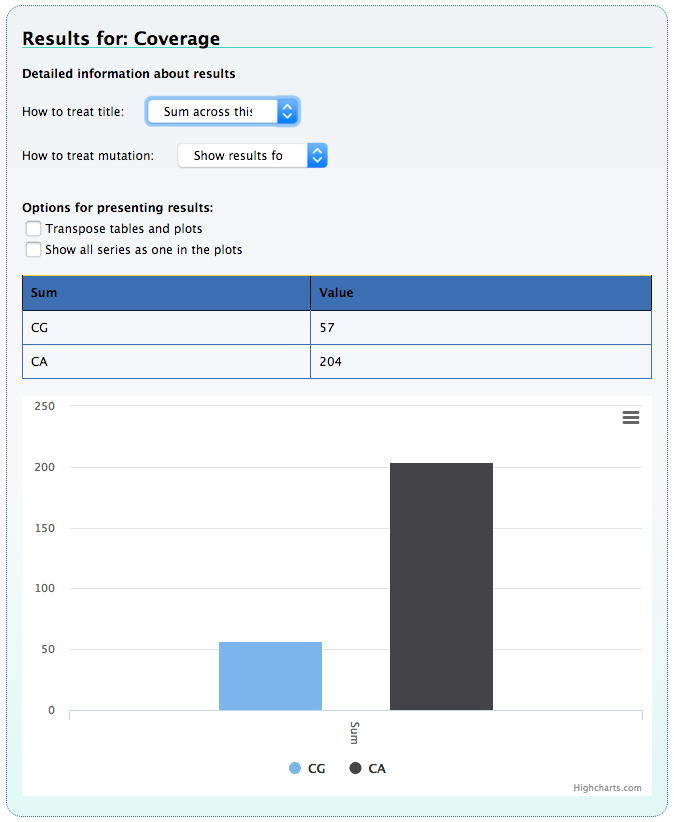 Results for: Coverage
Detailed information about results
How to treat title: Sum across this
How to treat mutation: Show results fo
Options for presenting results:
Transpose tables and plots
Show all series as one in the plots
Sum Value
CG 57
CA 204
250
200
150
100
50
0
Sum
CG CA
Highcharts.com